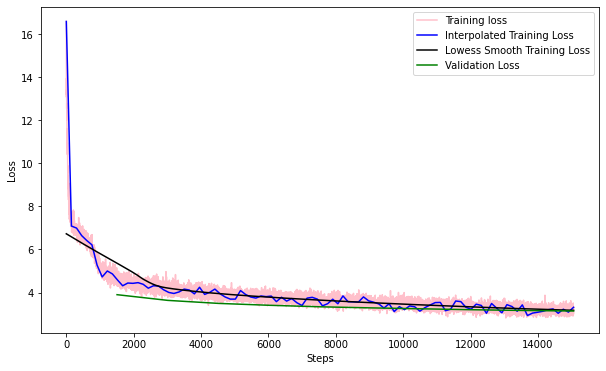 Training loss
Interpolated Training Loss
Lowess Smooth Training Loss
Validation Loss
16
14
12
10
8
6
4
Loss
0 2000 4000 6000 8000 10000 12000 14000
Steps